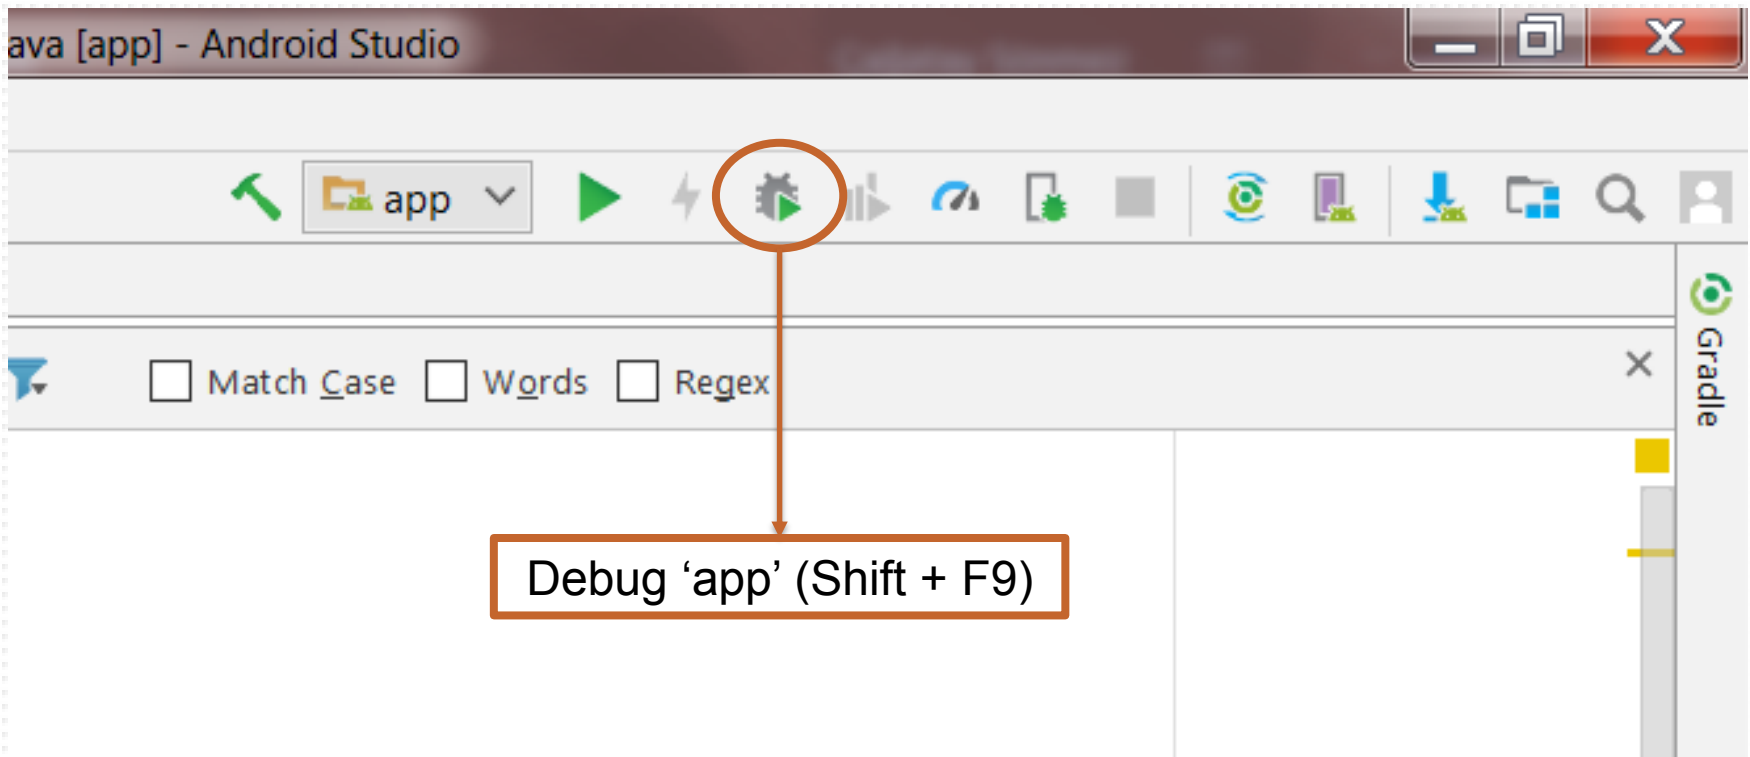 ava [app] - Android Studio
app
Match Case Words Regex
Gradle
Debug ‘app’ (Shift + F9)